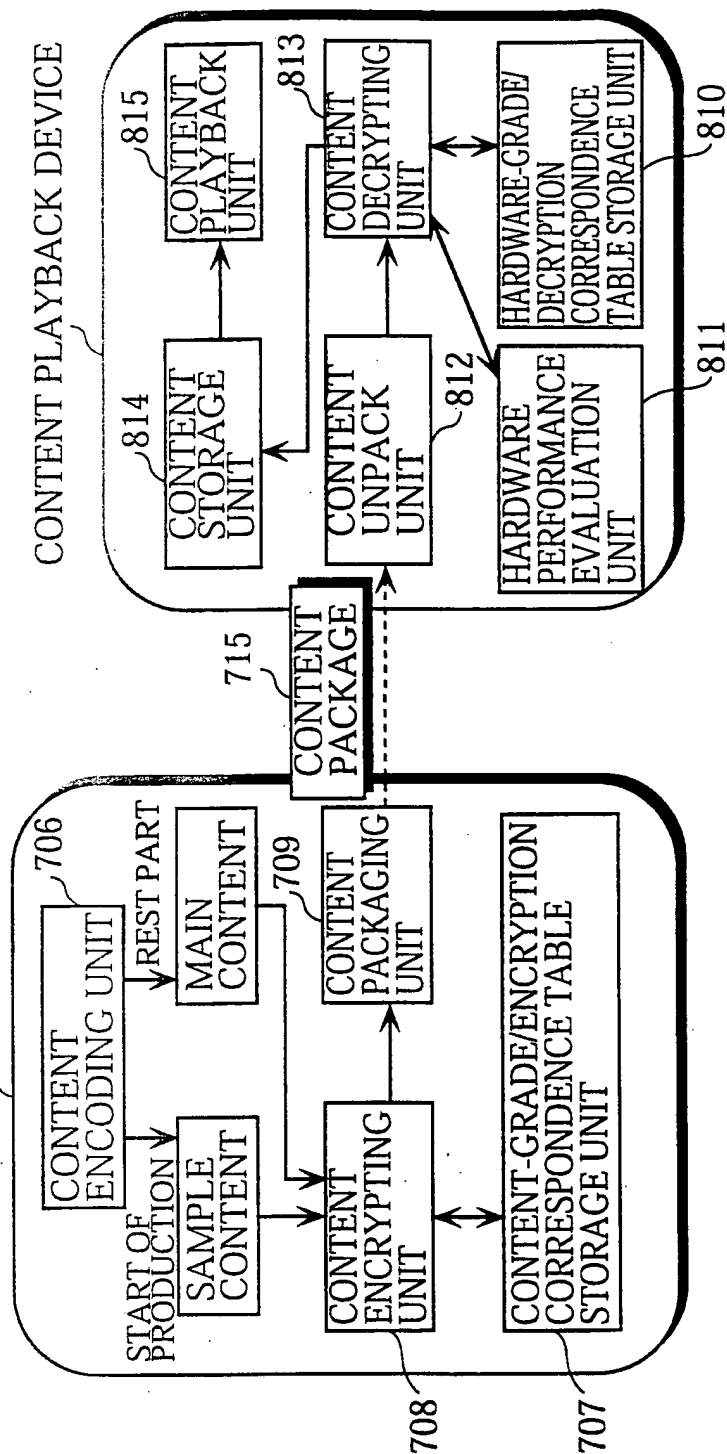 706
CONTENT
ENCODING UNIT
START OF
PRODUCTION
REST PART
SAMPLE
CONTENT
MAIN
CONTENT
709
CONTENT
ENCRYPTING
UNIT
CONTENT
PACKAGING
UNIT
708
CONTENT-GRADE/ENCRYPTION
CORRESPONDENCE TABLE
STORAGE UNIT
707
715
CONTENT
PACKAGE
CONTENT PLAYBACK DEVICE
814
CONTENT
STORAGE
UNIT
815
CONTENT
PLAYBACK
UNIT
813
CONTENT
UNPACK
UNIT
812
CONTENT
DECRYPTING
UNIT
HARDWARE
PERFORMANCE
EVALUATION
UNIT
811
HARDWARE-GRADE/
DECRYPTION
CORRESPONDENCE
TABLE STORAGE UNIT
810